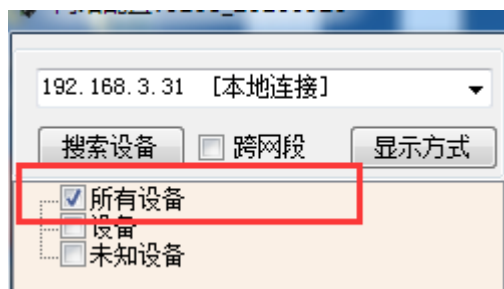 192.168.3.31 [本地连接]
搜索设备 跨网段 显示方式
所有设备
设备
未知设备